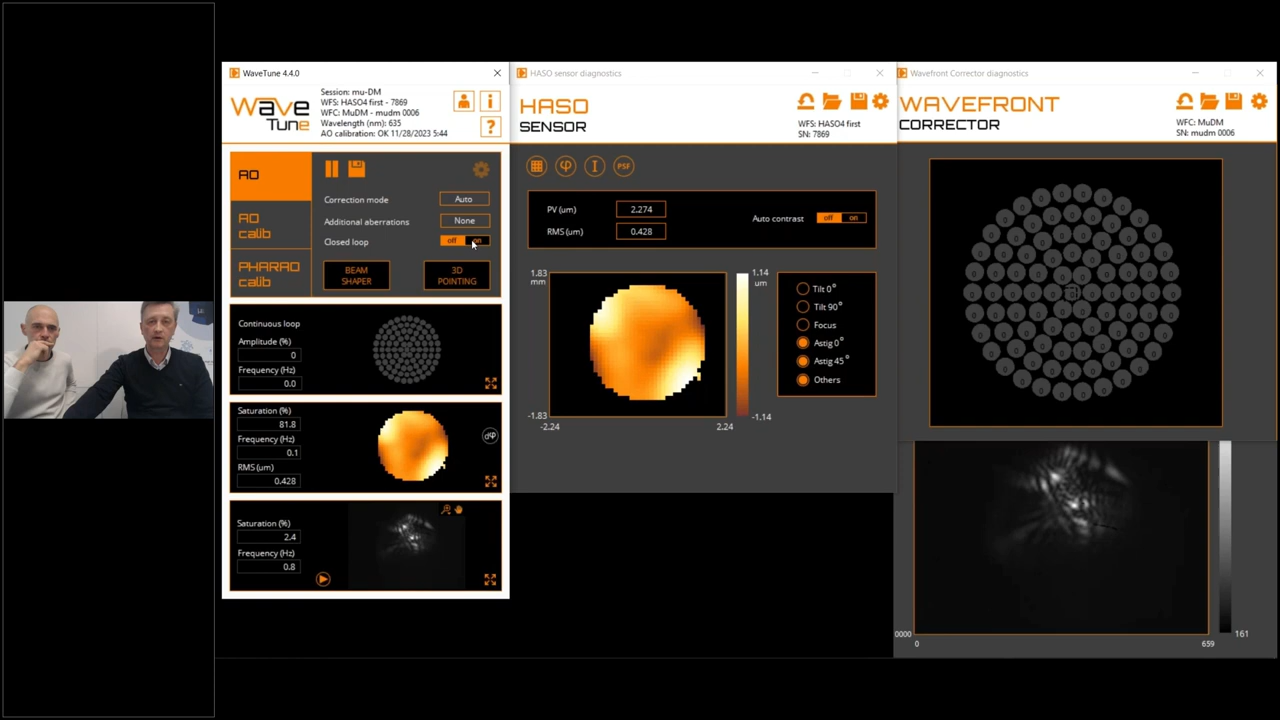 WaveTune 4.4.0
Wave Tune
Session: mu-DM
WFS: HASO4 first - 7869
WFC: MuDM - mudm 0006
Wavelength (nm): 635
AO calibration: OK 11/28/2023 5:44
i
?
AO
AO calib
PHARAO calib
Correction mode
Auto
Additional aberrations
None
Closed loop
off on
BEAM SHAPER
3D POINTING
Continuous loop
Amplitude (%)
0
Frequency (Hz)
0.0
Saturation (%)
81.8
Frequency (Hz)
0.1
RMS (um)
0.428
dφ
Saturation (%)
2.4
Frequency (Hz)
0.8
HASO sensor diagnostics
HASO
SENSOR
WFS: HASO4 first
SN: 7869
φ
I
PSF
PV (um)
2.274
RMS (um)
0.428
Auto contrast
off on
1.83
mm
-1.83
-2.24
2.24
1.14
um
-1.14
Tilt 0°
Tilt 90°
Focus
Astig 0°
Astig 45°
Others
Wavefront Corrector diagnostics
WAVEFRONT
CORRECTOR
WFC: MuDM
SN: mudm 0006
0000
0
659
161